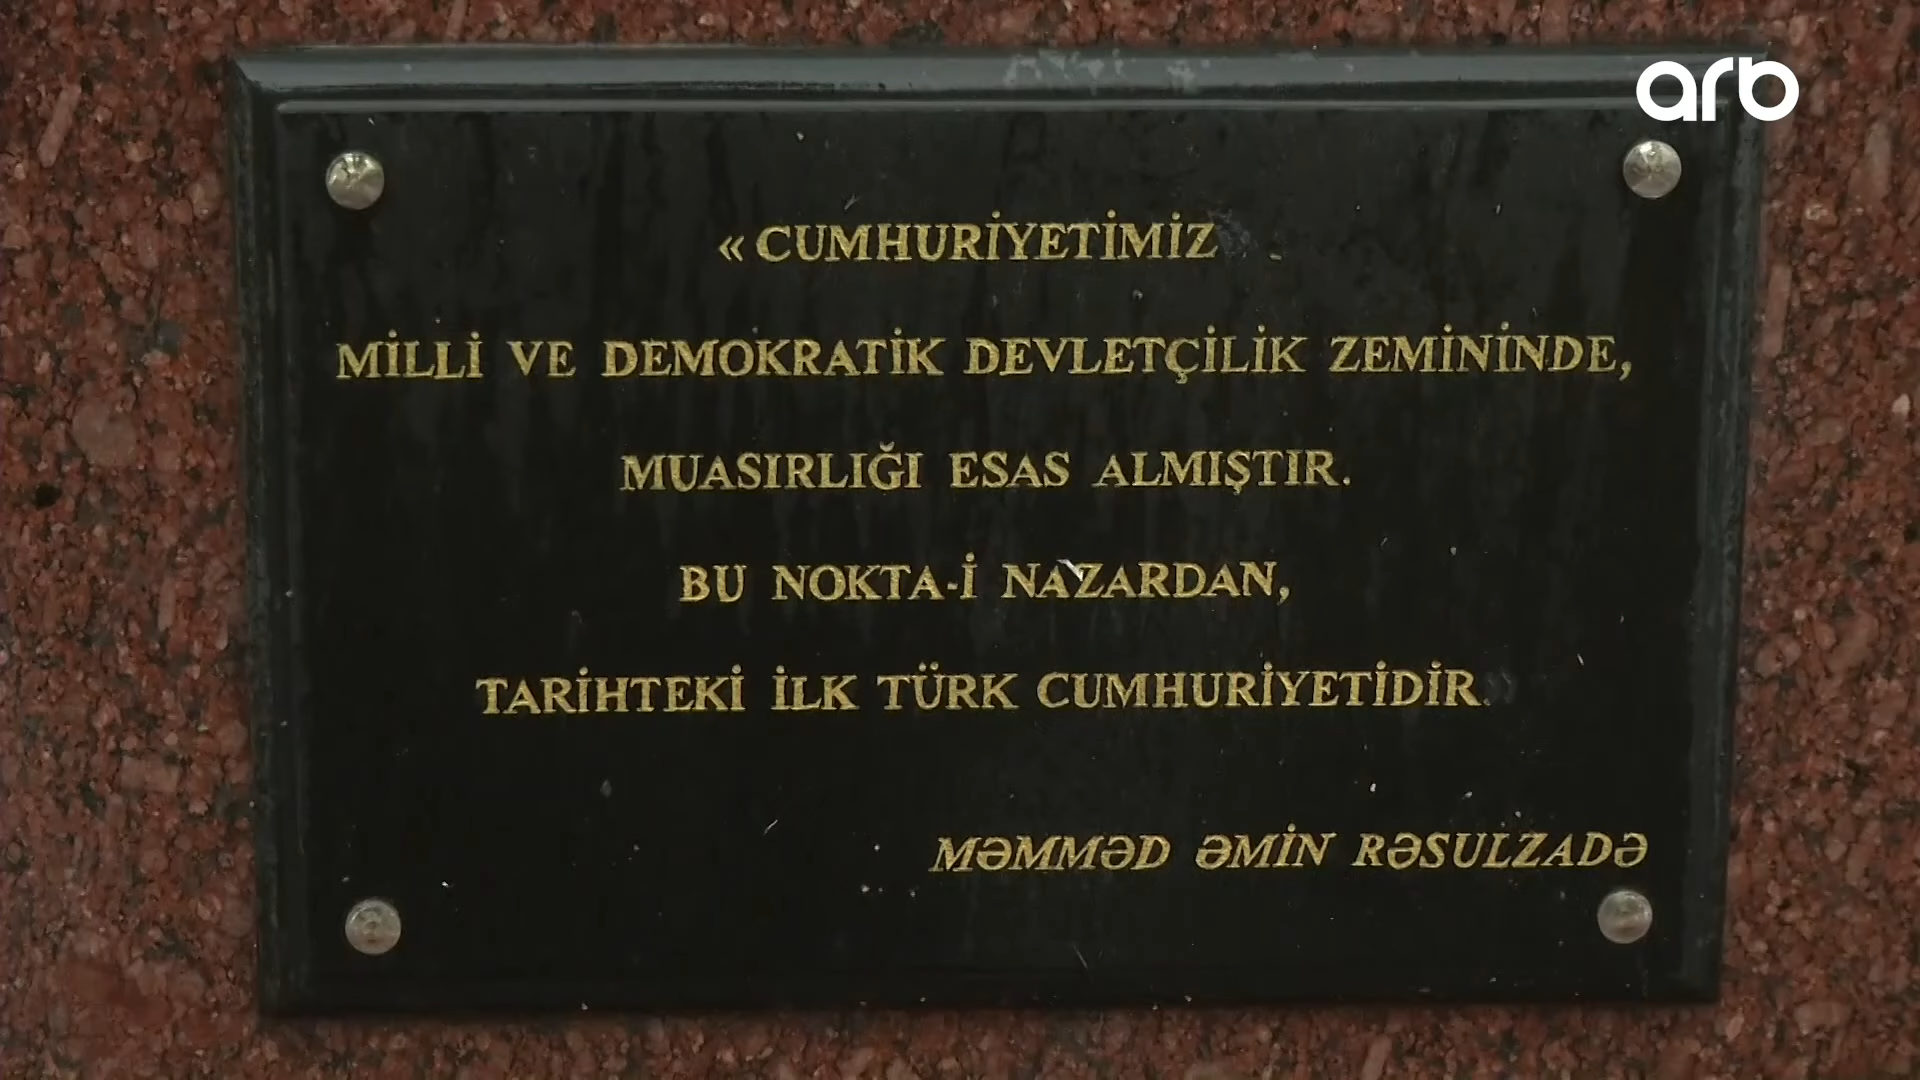 arb
«CUMHURİYETİMİZ
MİLLİ VE DEMOKRATİK DEVLETÇİLİK ZEMİNİNDE,
MUASIRLIĞI ESAS ALMIŞTIR.
BU NOKTA-İ NAZARDAN,
TARİHTEKİ İLK TÜRK CUMHURİYETİDİR.»
MƏMMƏD ƏMİN RƏSULZADƏ